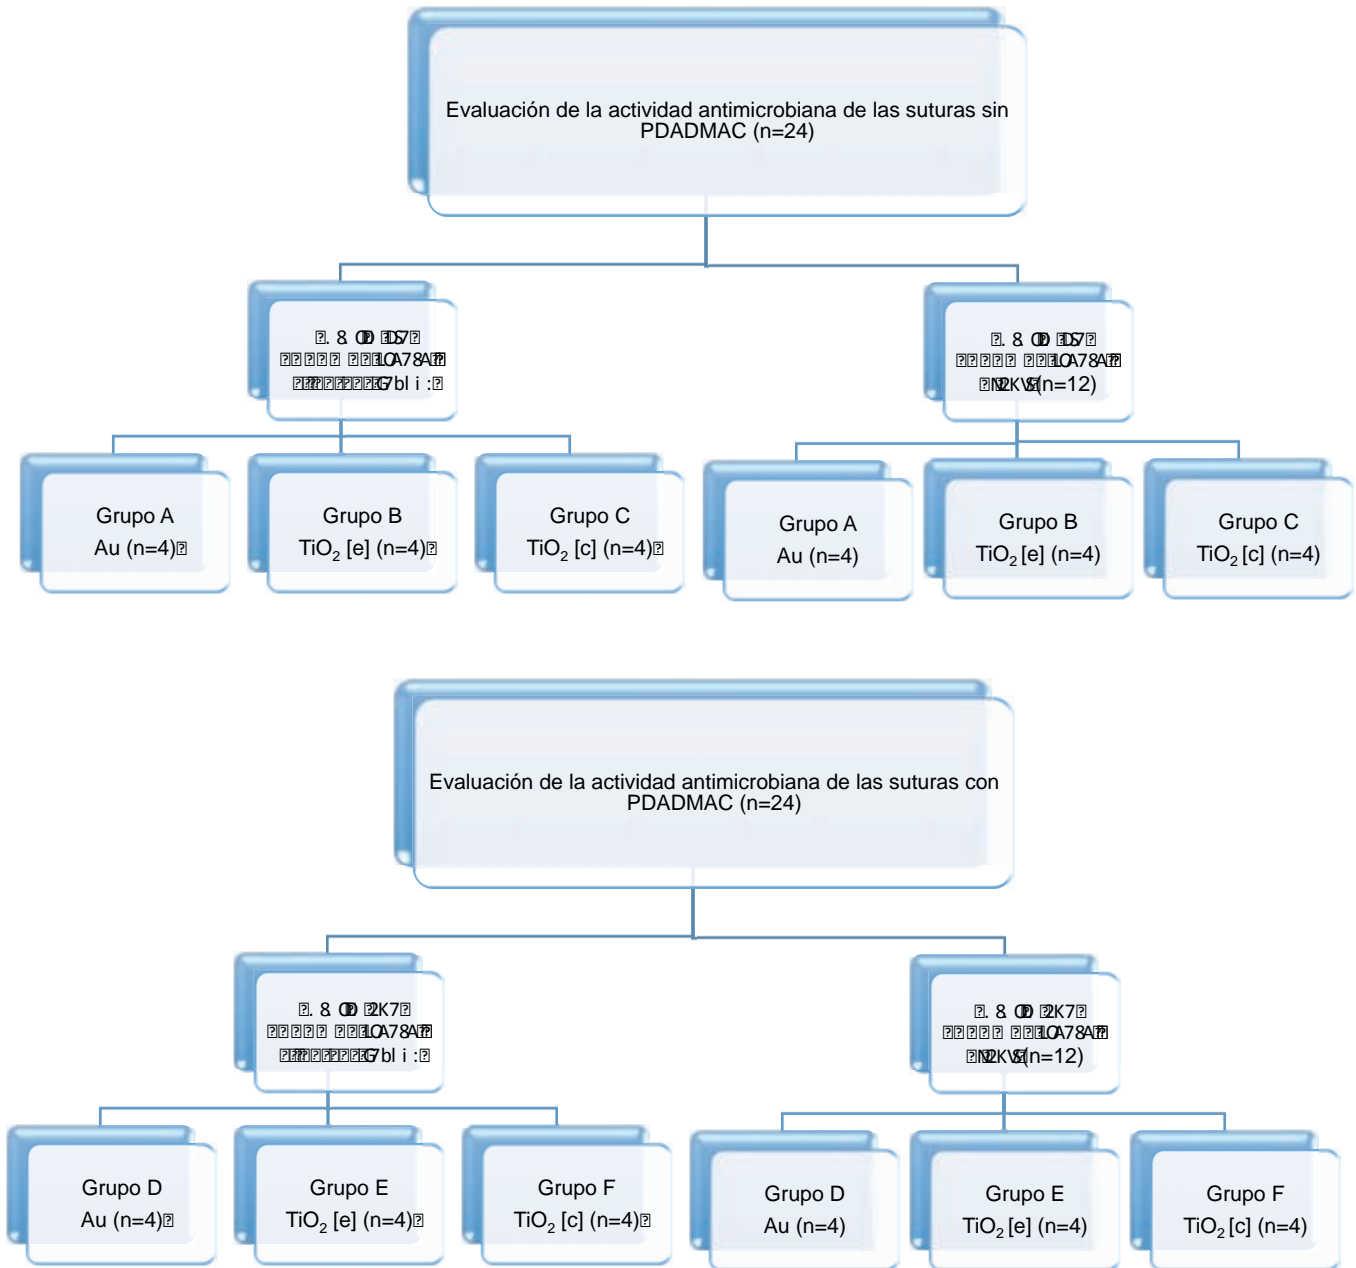 Evaluación de la actividad antimicrobiana de las suturas sin
PDADMAC (n=24)
(n=12)
Grupo A
Au (n=4)
Grupo B
TiO₂ [e] (n=4)
Grupo C
TiO₂ [c] (n=4)
Grupo A
Au (n=4)
Grupo B
TiO₂ [e] (n=4)
Grupo C
TiO₂ [c] (n=4)
Evaluación de la actividad antimicrobiana de las suturas con
PDADMAC (n=24)
(n=12)
Grupo D
Au (n=4)
Grupo E
TiO₂ [e] (n=4)
Grupo F
TiO₂ [c] (n=4)
Grupo D
Au (n=4)
Grupo E
TiO₂ [e] (n=4)
Grupo F
TiO₂ [c] (n=4)